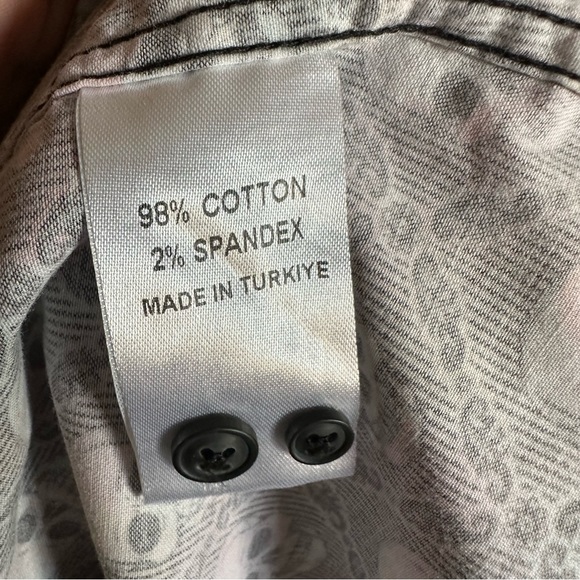 98% COTTON
2% SPANDEX
MADE IN TURKIYE